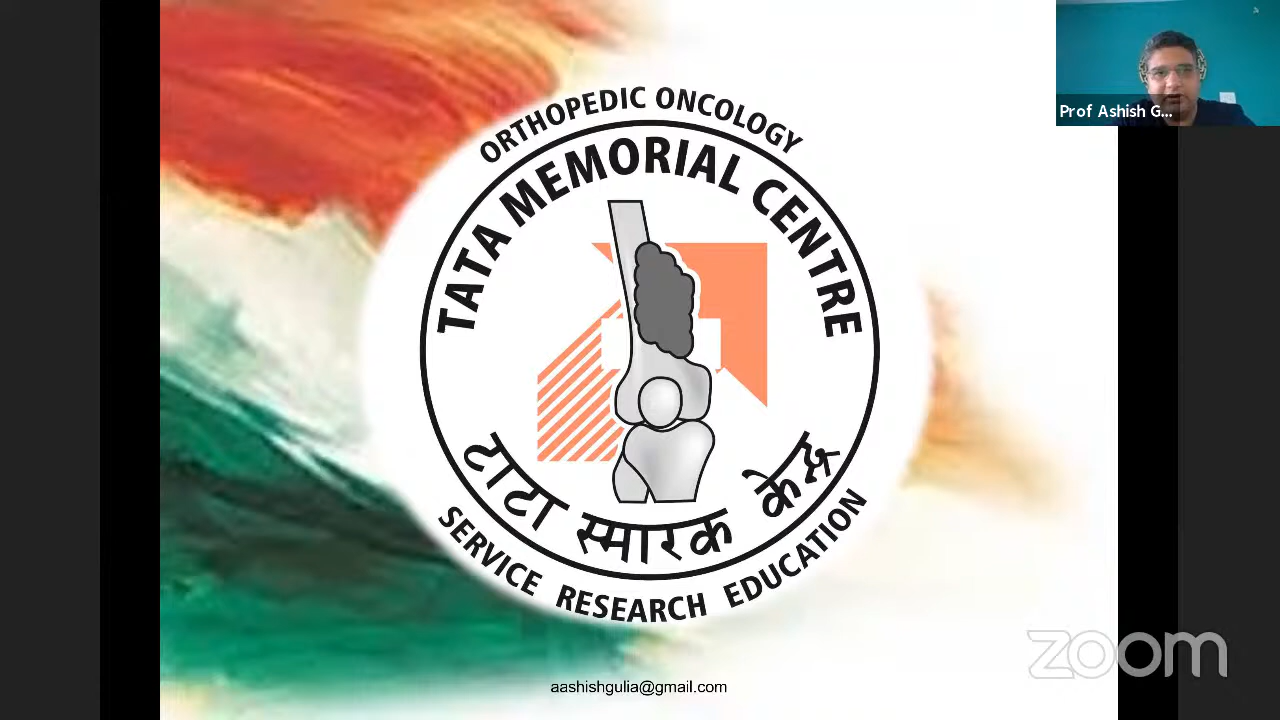 Prof Ashish G...
ORTHOPEDIC ONCOLOGY
TATA MEMORIAL CENTRE
टाटा स्मारक केन्द्र
SERVICE RESEARCH EDUCATION
zoom
aashishgulia@gmail.com